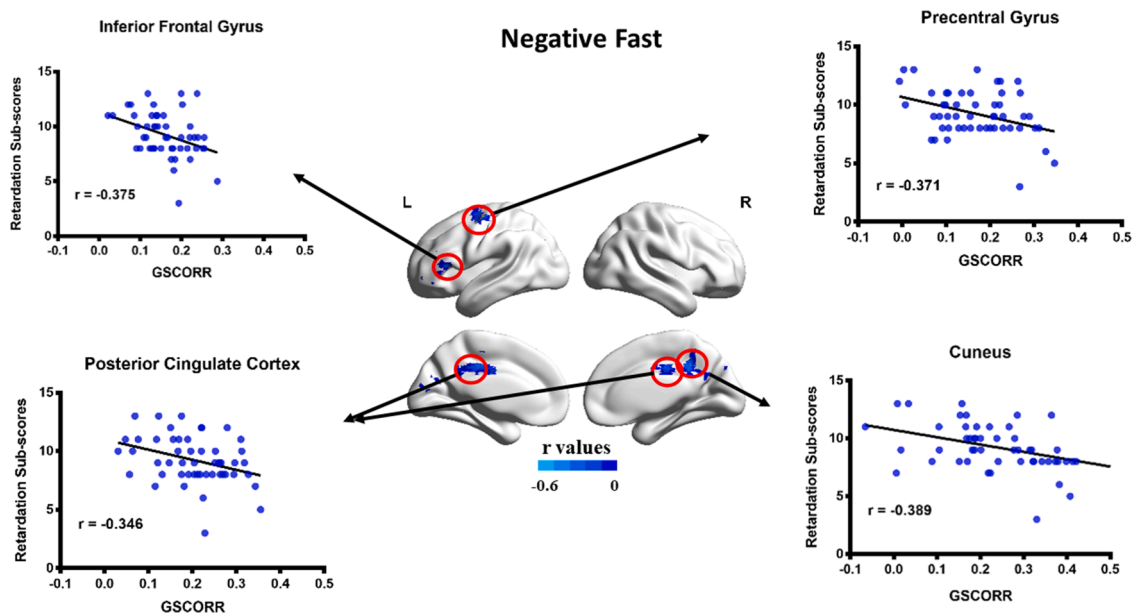 Negative Fast
Inferior Frontal Gyrus
Retardation Sub-scores
15
10
5
0
r = -0.375
-0.1 0.0 0.1 0.2 0.3 0.4 0.5
GSCORR
Precentral Gyrus
Retardation Sub-scores
15
10
5
0
r = -0.371
-0.1 0.0 0.1 0.2 0.3 0.4 0.5
GSCORR
L
R
Posterior Cingulate Cortex
Retardation Sub-scores
15
10
5
0
r = -0.346
-0.1 0.0 0.1 0.2 0.3 0.4 0.5
GSCORR
r values
-0.6 0
Cuneus
Retardation Sub-scores
15
10
5
0
r = -0.389
-0.1 0.0 0.1 0.2 0.3 0.4 0.5
GSCORR